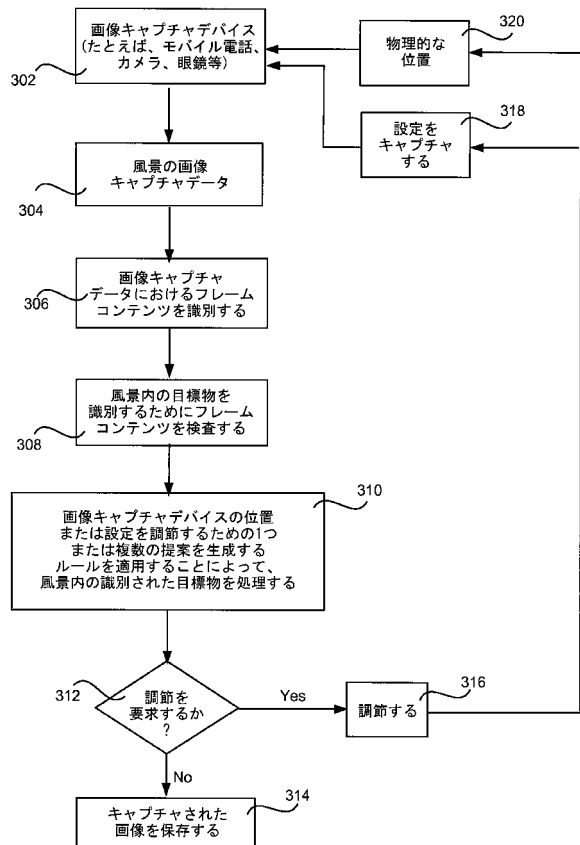 画像キャプチャデバイス
(たとえば、モバイル電話、
カメラ、眼鏡等)
302
物理的な
位置
320
設定を
キャプチャ
する
318
風景の画像
キャプチャデータ
304
画像キャプチャ
データにおけるフレーム
コンテンツを識別する
306
風景内の目標物を
識別するためにフレーム
コンテンツを検査する
308
310
画像キャプチャデバイスの位置
または設定を調節するための1つ
または複数の提案を生成する
ルールを適用することによって、
風景内の識別された目標物を処理する
312
調節を
要求するか
?
Yes
調節する
316
No
キャプチャされた
画像を保存する
314